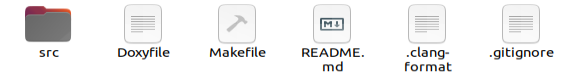 src
Doxyfile
Makefile
M↓
README.
md
.clang-
format
.gitignore